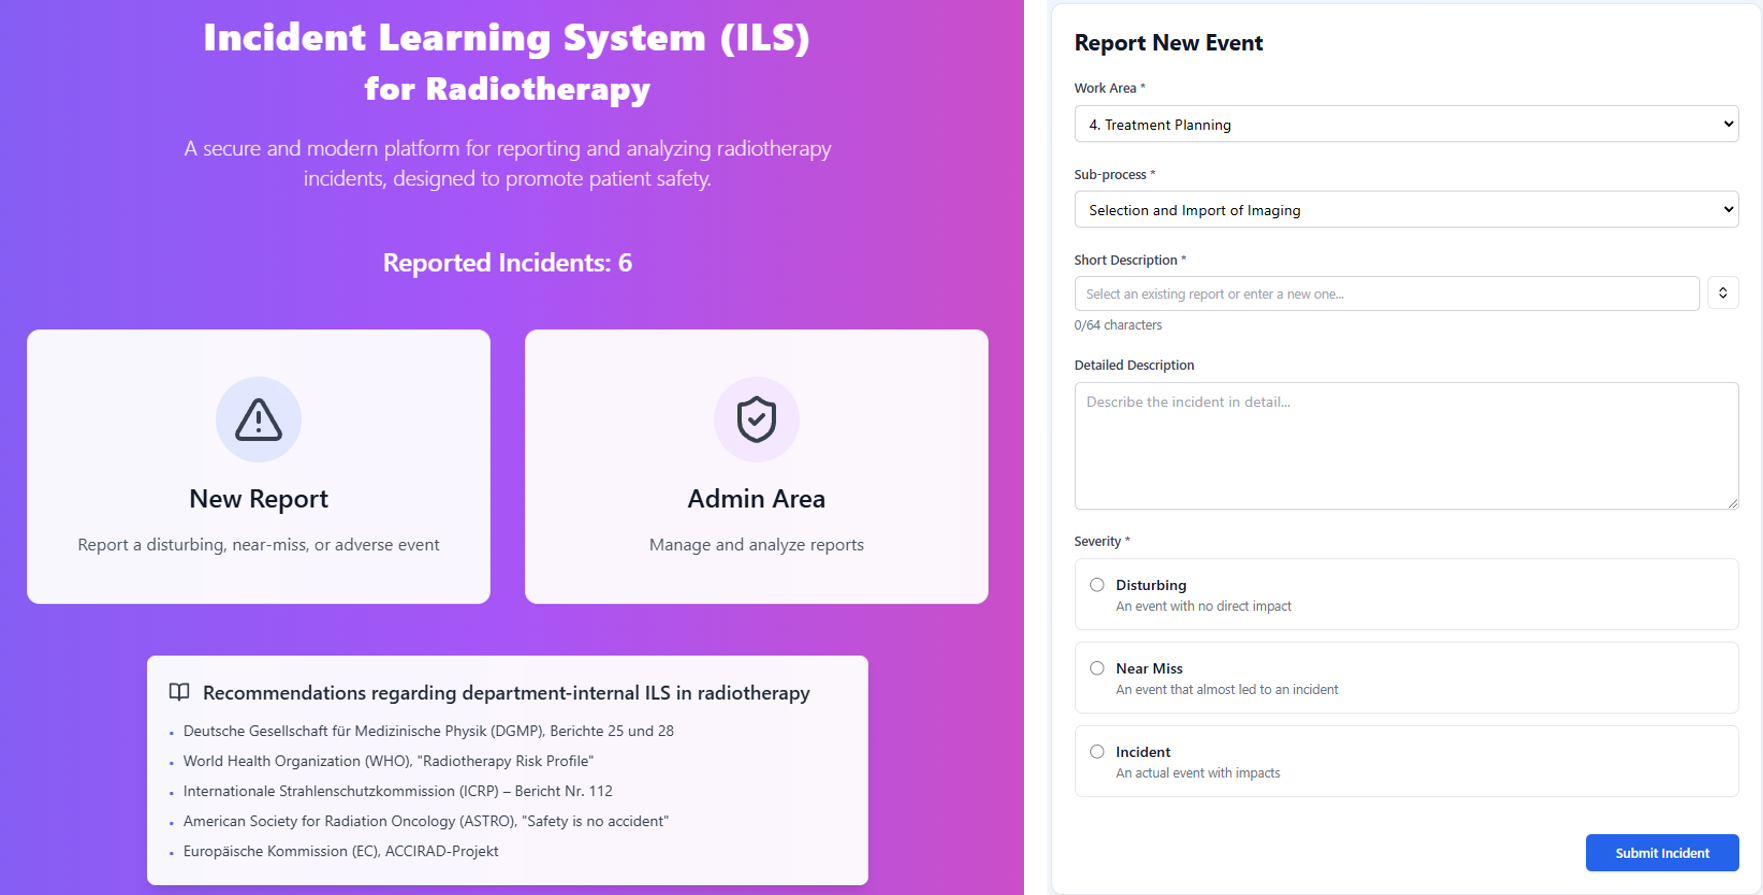 Incident Learning System (ILS)
for Radiotherapy
A secure and modern platform for reporting and analyzing radiotherapy
incidents, designed to promote patient safety.
Reported Incidents: 6
New Report
Report a disturbing, near-miss, or adverse event
Admin Area
Manage and analyze reports
Recommendations regarding department-internal ILS in radiotherapy
• Deutsche Gesellschaft für Medizinische Physik (DGMP), Berichte 25 und 28
• World Health Organization (WHO), "Radiotherapy Risk Profile"
• Internationale Strahlenschutzkommission (ICRP) – Bericht Nr. 112
• American Society for Radiation Oncology (ASTRO), "Safety is no accident"
• Europäische Kommission (EC), ACCIRAD-Projekt
Report New Event
Work Area *
4. Treatment Planning
Sub-process *
Selection and Import of Imaging
Short Description *
Select an existing report or enter a new one...
0/64 characters
Detailed Description
Describe the incident in detail...
Severity *
Disturbing
An event with no direct impact
Near Miss
An event that almost led to an incident
Incident
An actual event with impacts
Submit Incident